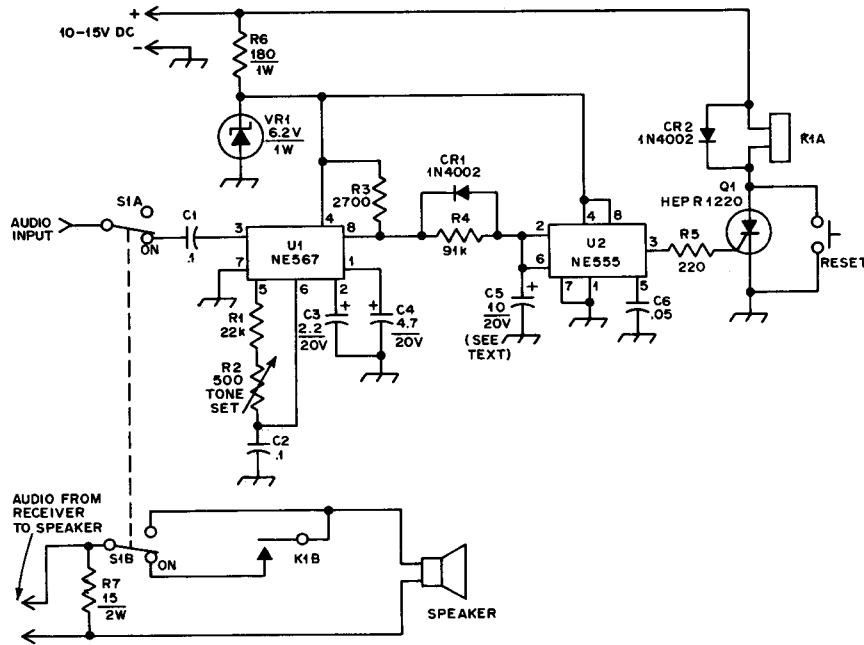 +
10-15V DC
-
R6
180
1W
VR1
6.2V
1W
CR2
1N4002
K1A
CR1
1N4002
Q1
HEP R1220
S1A
R3
2700
AUDIO
INPUT
ON
C1
.1
3
4
8
U1
NE567
7
5
6
2
1
R4
91k
2
4
8
U2
NE555
6
7
1
5
3
R5
220
RESET
R1
22k
C3
2.2
20V
+
+
C4
4.7
20V
C5
10
20V
(SEE
TEXT)
+
C6
.05
R2
500
TONE
SET
C2
.1
AUDIO FROM
RECEIVER
TO SPEAKER
S1B
ON
K1B
R7
15
2W
SPEAKER